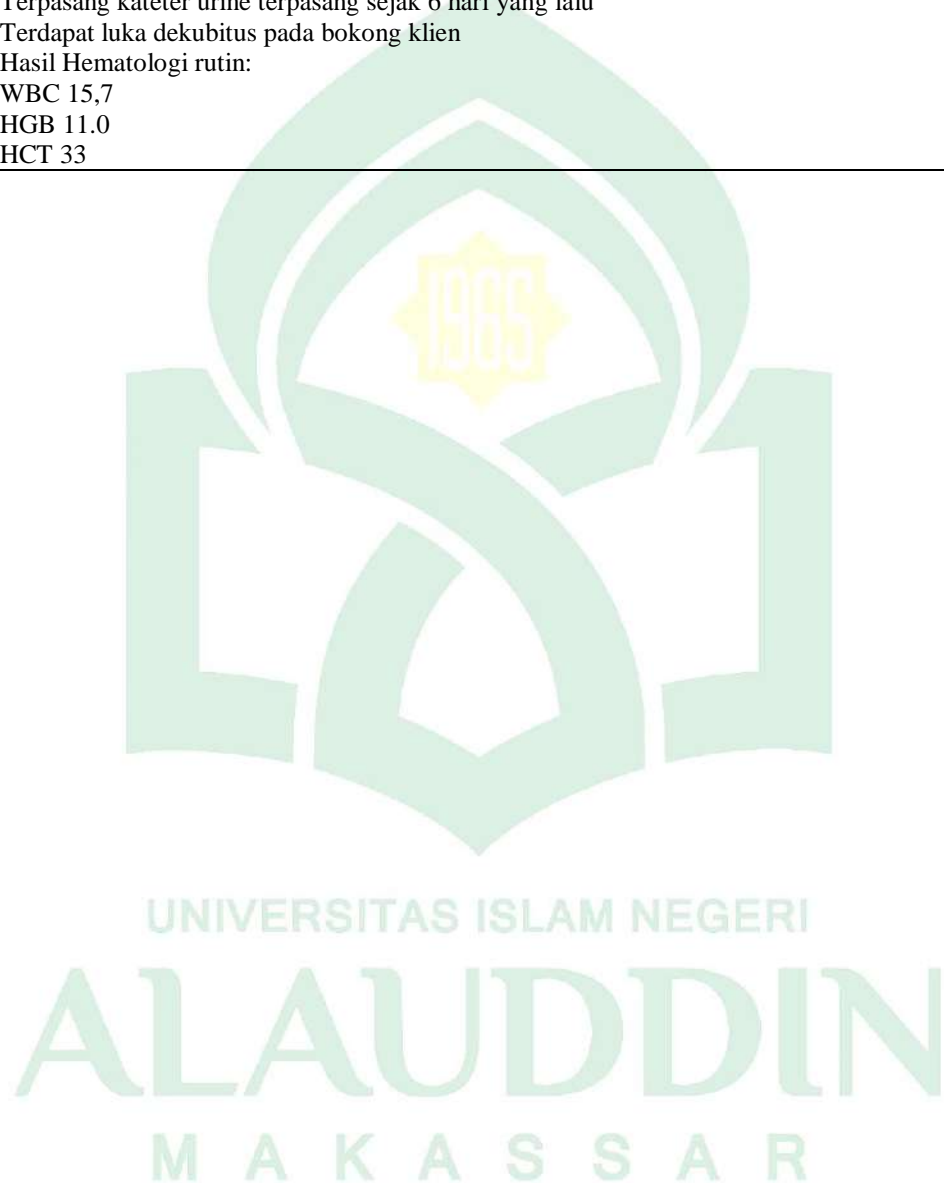 Terpasang kateter urine terpasang sejak 6 hari yang lalu
Terdapat luka dekubitus pada bokong klien
Hasil Hematologi rutin:
WBC 15,7
HGB 11.0
HCT 33
1965
UNIVERSITAS ISLAM NEGERI
ALAUDDIN
MAKASSAR